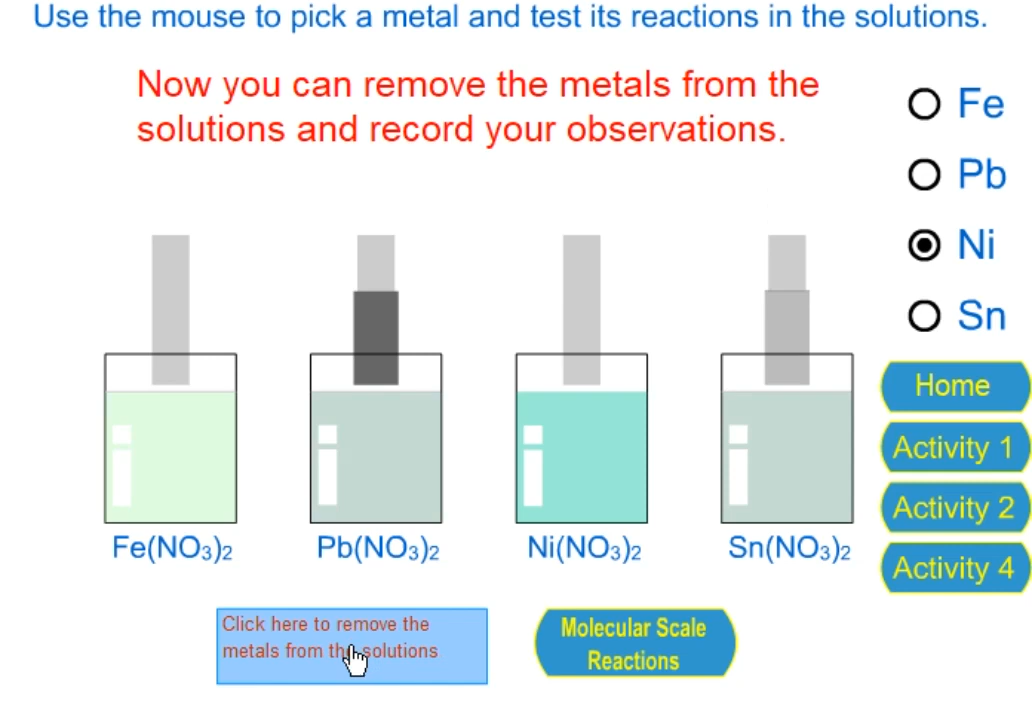 Use the mouse to pick a metal and test its reactions in the solutions.
Now you can remove the metals from the
solutions and record your observations.
Fe
Pb
Ni
Sn
Home
Activity 1
Activity 2
Activity 4
Fe(NO3)2
Pb(NO3)2
Ni(NO3)2
Sn(NO3)2
Click here to remove the
metals from the solutions
Molecular Scale
Reactions